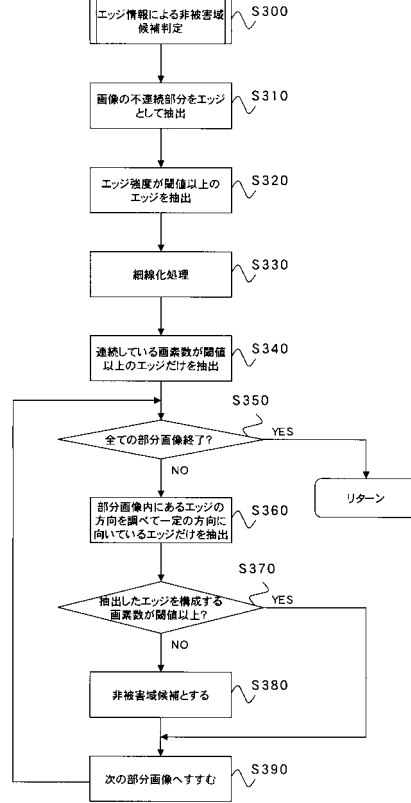 エッジ情報による非被害域
候補判定
S300
画像の不連続部分をエッジ
として抽出
S310
エッジ強度が閾値以上の
エッジを抽出
S320
細線化処理
S330
連続している画素数が閾値
以上のエッジだけを抽出
S340
S350
全ての部分画像終了?
YES
NO
リターン
部分画像内にあるエッジの
方向を調べて一定の方向に
向いているエッジだけを抽出
S360
S370
抽出したエッジを構成する
画素数が閾値以上?
YES
NO
非被害域候補とする
S380
次の部分画像へすすむ
S390